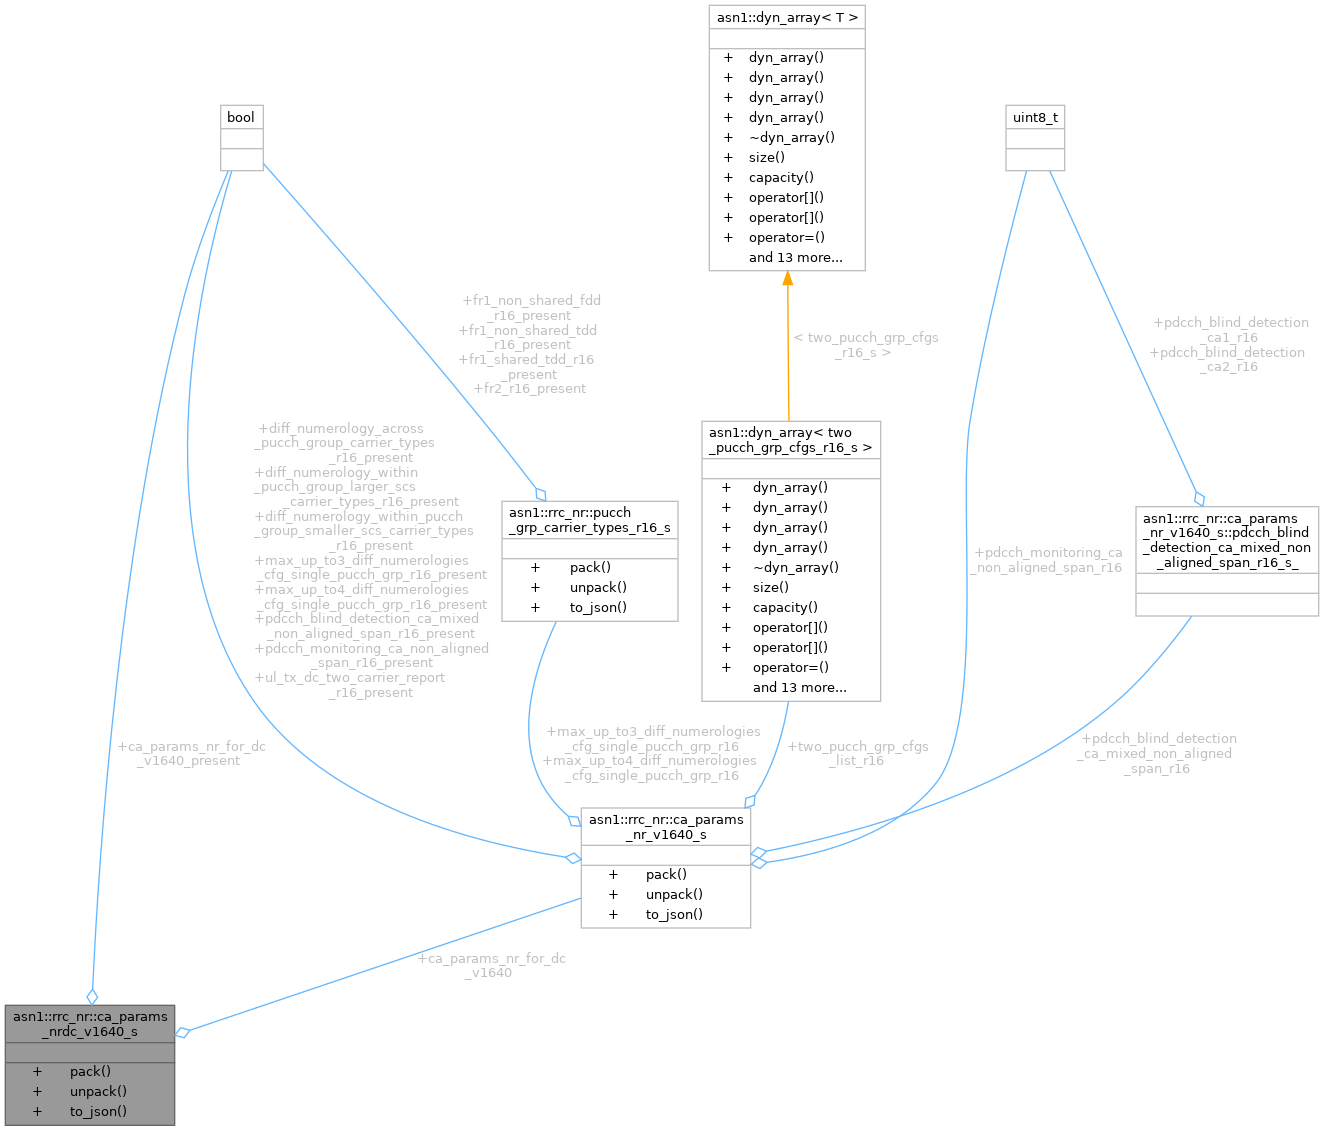 asn1::dyn_array< T >
+ dyn_array()
+ dyn_array()
+ dyn_array()
+ dyn_array()
+ ~dyn_array()
+ size()
+ capacity()
+ operator[]()
+ operator[]()
+ operator=()
and 13 more...
bool
uint8_t
+fr1_non_shared_fdd
_r16_present
+fr1_non_shared_tdd
_r16_present
+fr1_shared_tdd_r16
_present
+fr2_r16_present
< two_pucch_grp_cfgs
_r16_s >
+pdcch_blind_detection
_ca1_r16
+pdcch_blind_detection
_ca2_r16
+diff_numerology_across
_pucch_group_carrier_types
_r16_present
+diff_numerology_within
_pucch_group_larger_scs
_carrier_types_r16_present
+diff_numerology_within_pucch
_group_smaller_scs_carrier_types
_r16_present
+max_up_to3_diff_numerologies
_cfg_single_pucch_grp_r16_present
+max_up_to4_diff_numerologies
_cfg_single_pucch_grp_r16_present
+pdcch_blind_detection_ca_mixed
_non_aligned_span_r16_present
+pdcch_monitoring_ca_non_aligned
_span_r16_present
+ul_tx_dc_two_carrier_report
_r16_present
asn1::rrc_nr::pucch
_grp_carrier_types_r16_s
+ pack()
+ unpack()
+ to_json()
asn1::dyn_array< two
_pucch_grp_cfgs_r16_s >
+ dyn_array()
+ dyn_array()
+ dyn_array()
+ dyn_array()
+ ~dyn_array()
+ size()
+ capacity()
+ operator[]()
+ operator[]()
+ operator=()
and 13 more...
+pdcch_monitoring_ca
_non_aligned_span_r16
asn1::rrc_nr::ca_params
_nr_v1640_s::pdcch_blind
_detection_ca_mixed_non
_aligned_span_r16_s_
+ca_params_nr_for_dc
_v1640_present
+max_up_to3_diff_numerologies
_cfg_single_pucch_grp_r16
+max_up_to4_diff_numerologies
_cfg_single_pucch_grp_r16
+two_pucch_grp_cfgs
_list_r16
+pdcch_blind_detection
_ca_mixed_non_aligned
_span_r16
asn1::rrc_nr::ca_params
_nr_v1640_s
+ pack()
+ unpack()
+ to_json()
+ca_params_nr_for_dc
_v1640
asn1::rrc_nr::ca_params
_nrdc_v1640_s
+ pack()
+ unpack()
+ to_json()